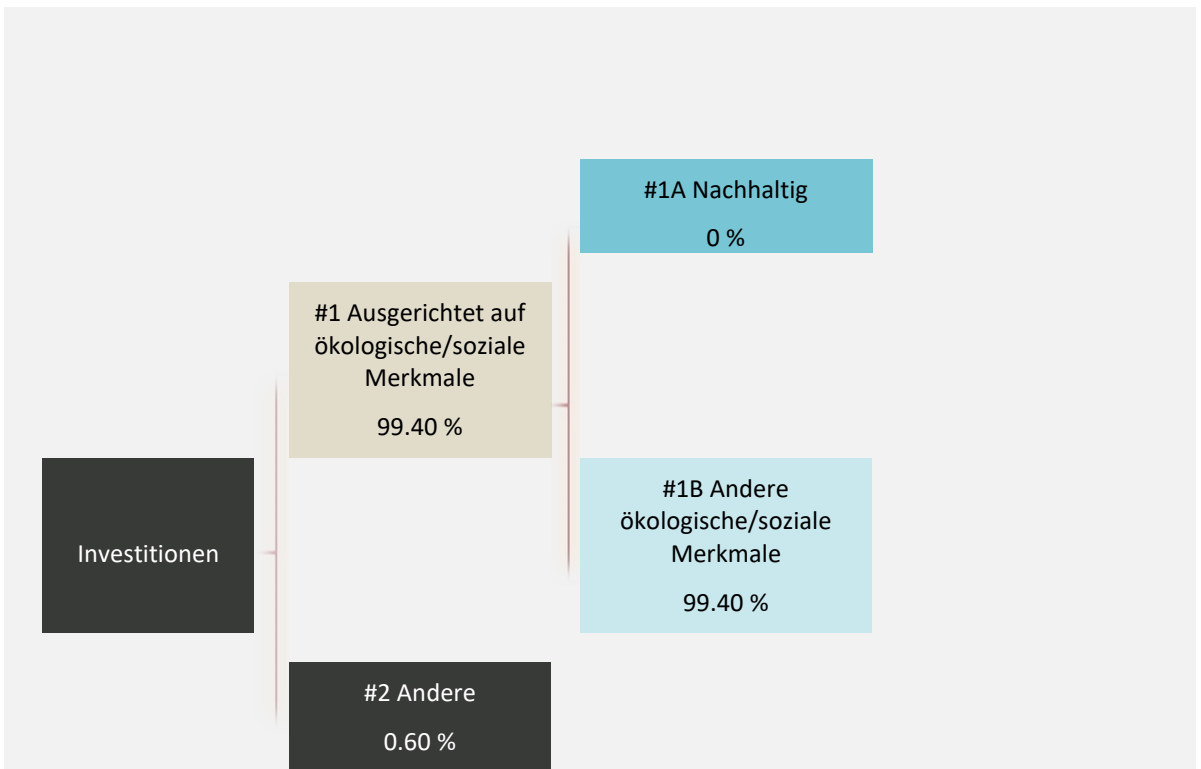 #1A Nachhaltig
0 %
#1 Ausgerichtet auf
ökologische/soziale
Merkmale
99.40 %
Investitionen
#1B Andere
ökologische/soziale
Merkmale
99.40 %
#2 Andere
0.60 %